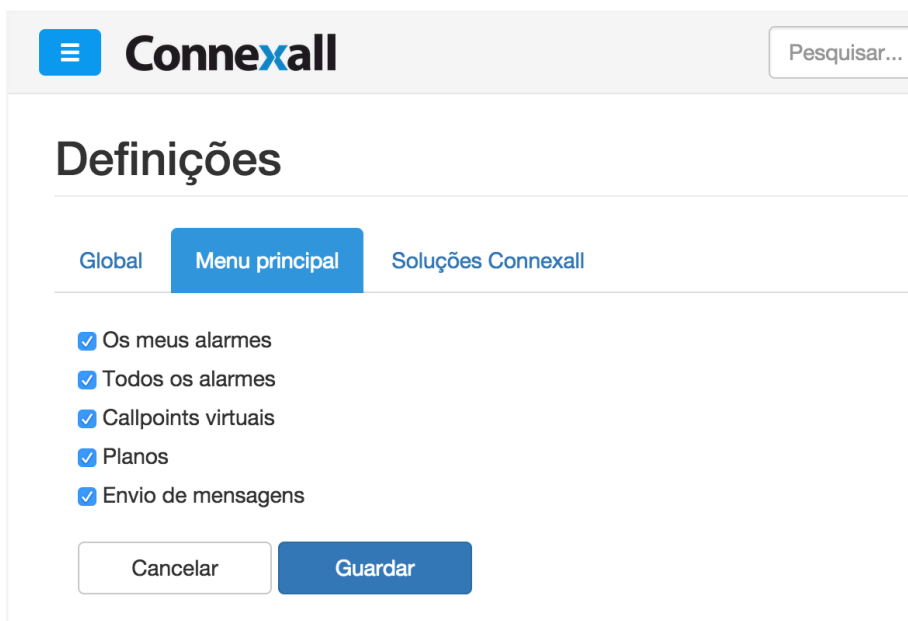 Connexall
Pesquisar...
Definições
Global
Menu principal
Soluções Connexall
Os meus alarmes
Todos os alarmes
Callpoints virtuais
Planos
Envio de mensagens
Cancelar
Guardar